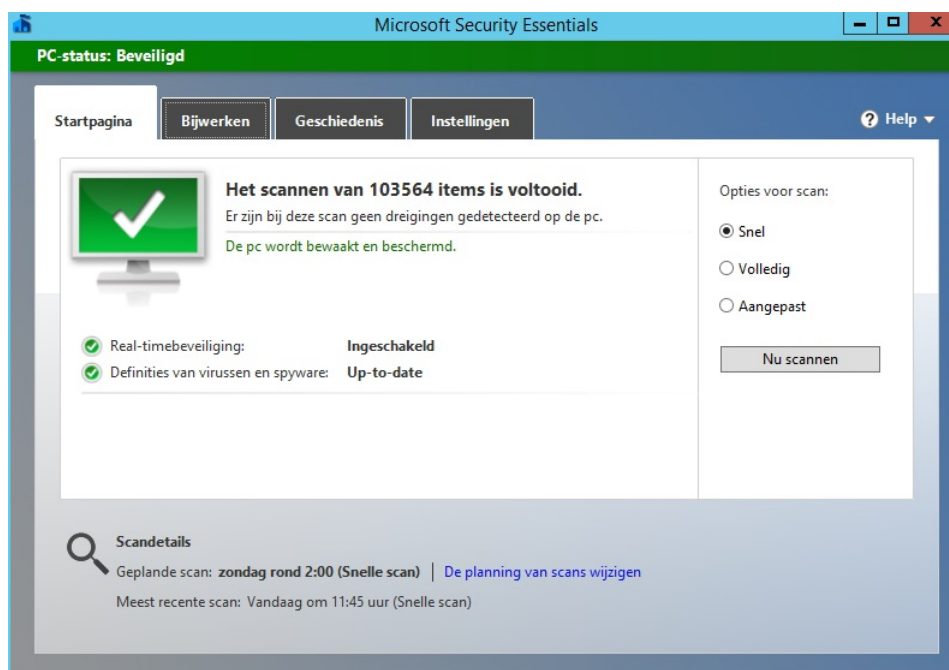 Microsoft Security Essentials
PC-status: Beveiligd
Startpagina Bijwerken Geschiedenis Instellingen Help
Het scannen van 103564 items is voltooid.
Er zijn bij deze scan geen dreigingen gedetecteerd op de pc.
De pc wordt bewaakt en beschermd.
Real-timebeveiliging: Ingeschakeld
Definities van virussen en spyware: Up-to-date
Opties voor scan:
Snel
Volledig
Aangepast
Nu scannen
Scandetails
Geplande scan: zondag rond 2:00 (Snelle scan) | De planning van scans wijzigen
Meest recente scan: Vandaag om 11:45 uur (Snelle scan)